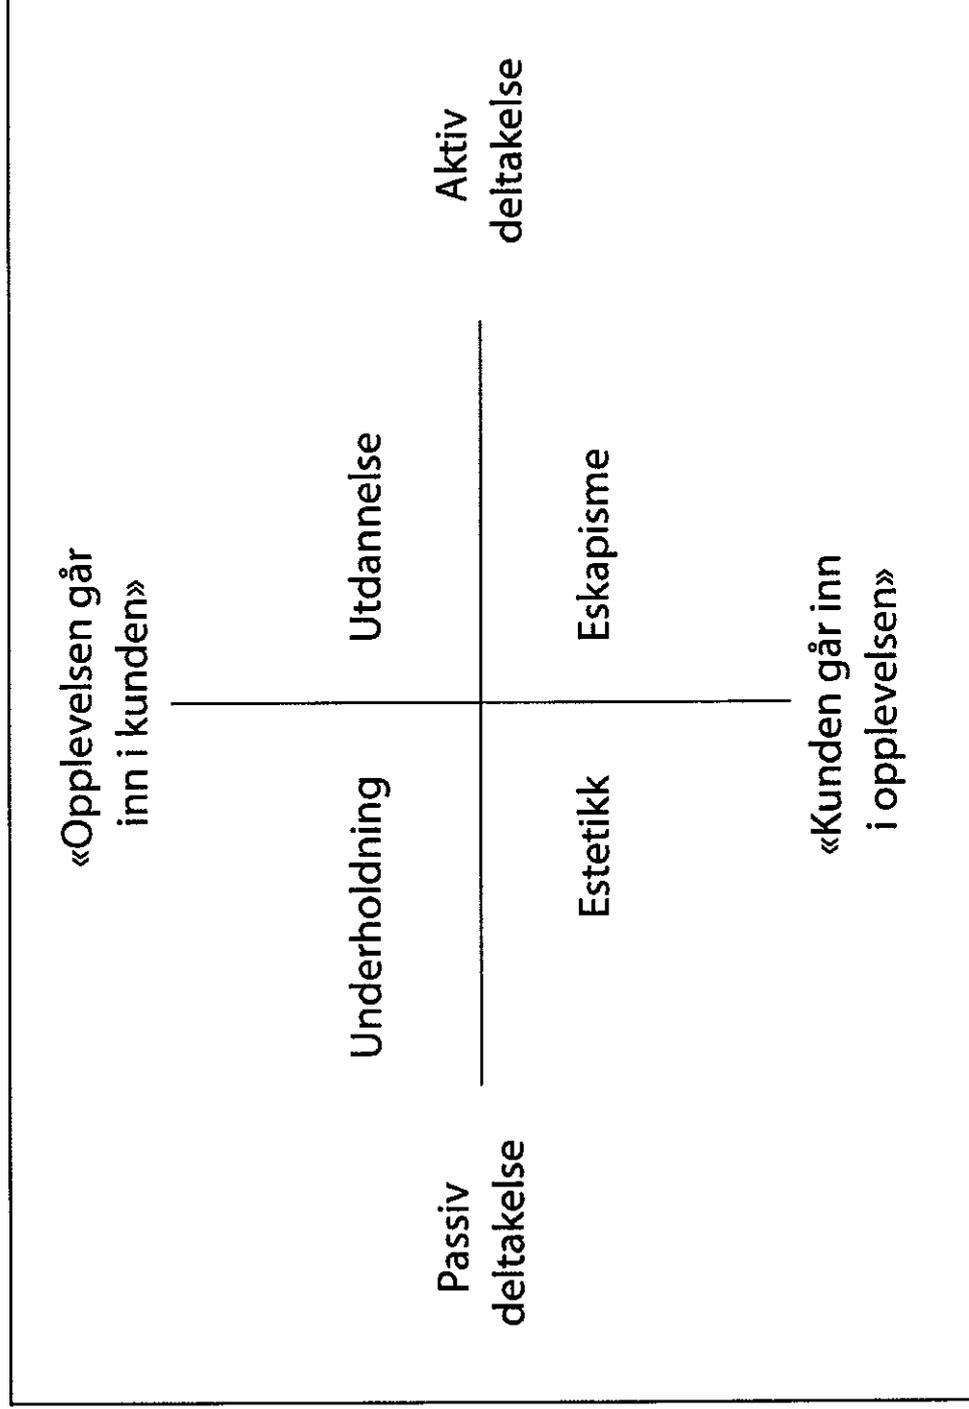 «Opplevelsen går
inn i kunden»
Underholdning
Utdannelse
Passiv
deltakelse
Aktiv
deltakelse
Estetikk
Eskapisme
«Kunden går inn
i opplevelsen»